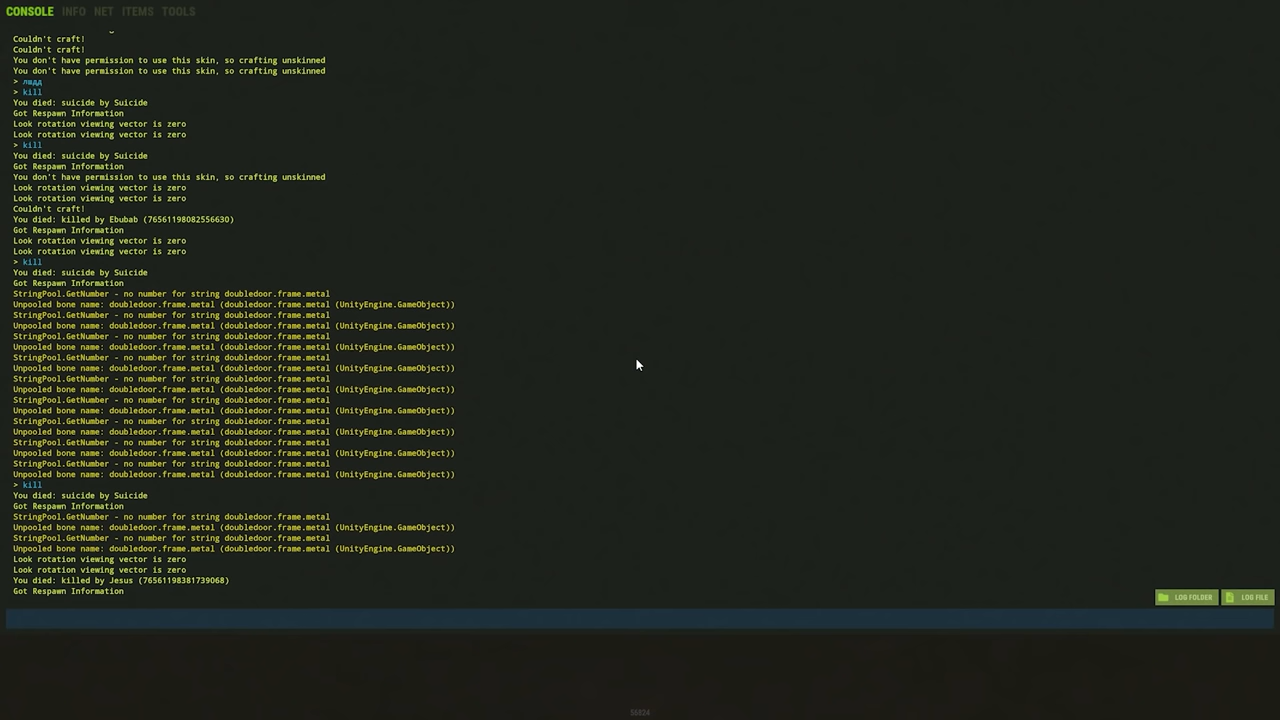 CONSOLE INFO NET ITEMS TOOLS
Couldn't craft!
Couldn't craft!
You don't have permission to use this skin, so crafting unskinned
You don't have permission to use this skin, so crafting unskinned
> лшдд
> kill
You died: suicide by Suicide
Got Respawn Information
Look rotation viewing vector is zero
Look rotation viewing vector is zero
> kill
You died: suicide by Suicide
Got Respawn Information
You don't have permission to use this skin, so crafting unskinned
Look rotation viewing vector is zero
Look rotation viewing vector is zero
Couldn't craft!
You died: killed by Ebubab (76561198082556630)
Got Respawn Information
Look rotation viewing vector is zero
Look rotation viewing vector is zero
> kill
You died: suicide by Suicide
Got Respawn Information
StringPool.GetNumber - no number for string doubledoor.frame.metal
Unpooled bone name: doubledoor.frame.metal (doubledoor.frame.metal (UnityEngine.GameObject))
StringPool.GetNumber - no number for string doubledoor.frame.metal
Unpooled bone name: doubledoor.frame.metal (doubledoor.frame.metal (UnityEngine.GameObject))
StringPool.GetNumber - no number for string doubledoor.frame.metal
Unpooled bone name: doubledoor.frame.metal (doubledoor.frame.metal (UnityEngine.GameObject))
StringPool.GetNumber - no number for string doubledoor.frame.metal
Unpooled bone name: doubledoor.frame.metal (doubledoor.frame.metal (UnityEngine.GameObject))
StringPool.GetNumber - no number for string doubledoor.frame.metal
Unpooled bone name: doubledoor.frame.metal (doubledoor.frame.metal (UnityEngine.GameObject))
StringPool.GetNumber - no number for string doubledoor.frame.metal
Unpooled bone name: doubledoor.frame.metal (doubledoor.frame.metal (UnityEngine.GameObject))
StringPool.GetNumber - no number for string doubledoor.frame.metal
Unpooled bone name: doubledoor.frame.metal (doubledoor.frame.metal (UnityEngine.GameObject))
StringPool.GetNumber - no number for string doubledoor.frame.metal
Unpooled bone name: doubledoor.frame.metal (doubledoor.frame.metal (UnityEngine.GameObject))
StringPool.GetNumber - no number for string doubledoor.frame.metal
Unpooled bone name: doubledoor.frame.metal (doubledoor.frame.metal (UnityEngine.GameObject))
> kill
You died: suicide by Suicide
Got Respawn Information
StringPool.GetNumber - no number for string doubledoor.frame.metal
Unpooled bone name: doubledoor.frame.metal (doubledoor.frame.metal (UnityEngine.GameObject))
StringPool.GetNumber - no number for string doubledoor.frame.metal
Unpooled bone name: doubledoor.frame.metal (doubledoor.frame.metal (UnityEngine.GameObject))
Look rotation viewing vector is zero
Look rotation viewing vector is zero
You died: killed by Jesus (76561198381739068)
Got Respawn Information
LOG FOLDER LOG FILE